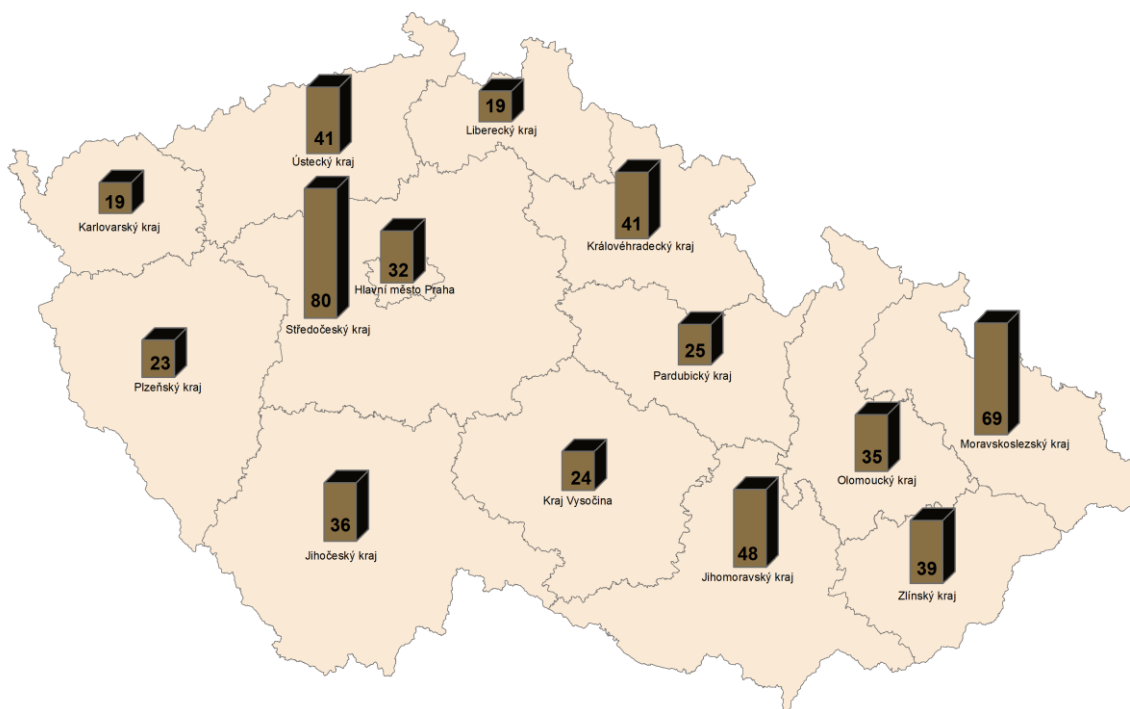 19
Liberecký kraj
41
Ústecký kraj
19
Karlovarský kraj
41
Královéhradecký kraj
32
Hlavní město Praha
80
Středočeský kraj
23
Plzeňský kraj
25
Pardubický kraj
69
Moravskoslezský kraj
35
Olomoucký kraj
24
Kraj Vysočina
36
Jihočeský kraj
48
Jihomoravský kraj
39
Zlínský kraj